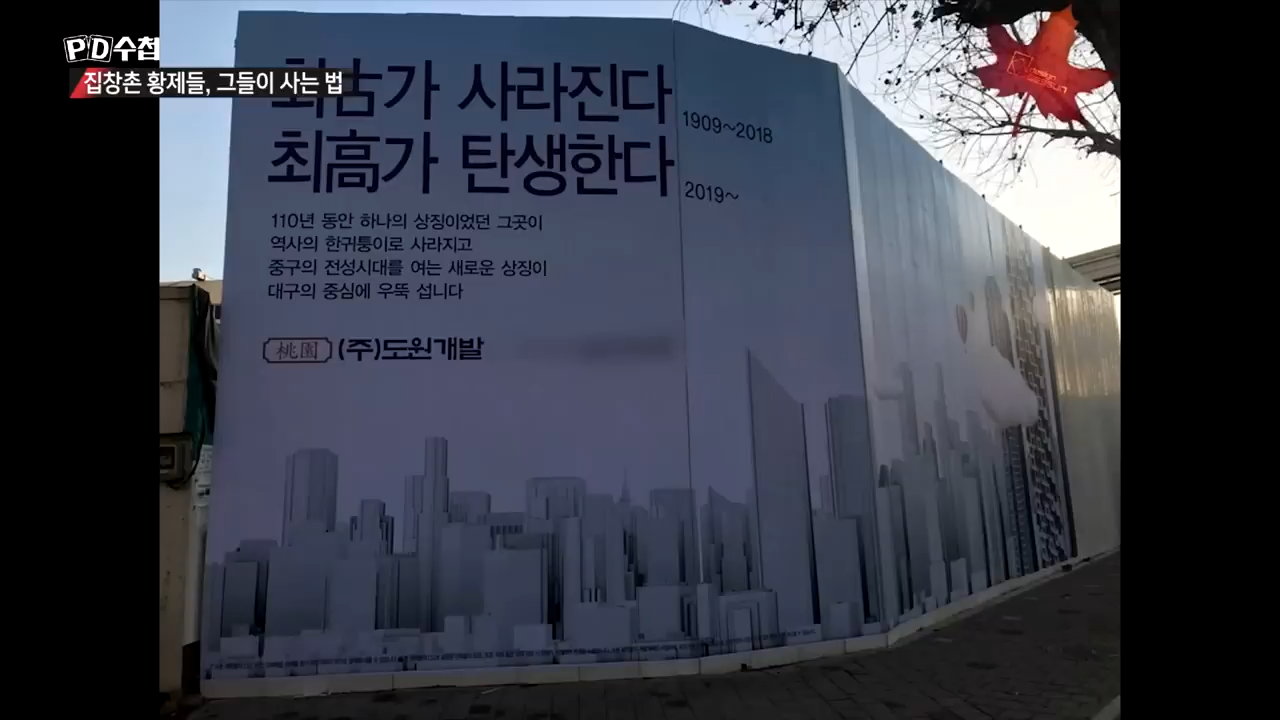 PD수첩
집창촌 황제들, 그들이 사는 법
최古가 사라진다 1909~2018
최高가 탄생한다 2019~
110년 동안 하나의 상징이었던 그곳이
역사의 한귀퉁이로 사라지고
중구의 전성시대를 여는 새로운 상징이
대구의 중심에 우뚝 섭니다
桃園 (주)도원개발